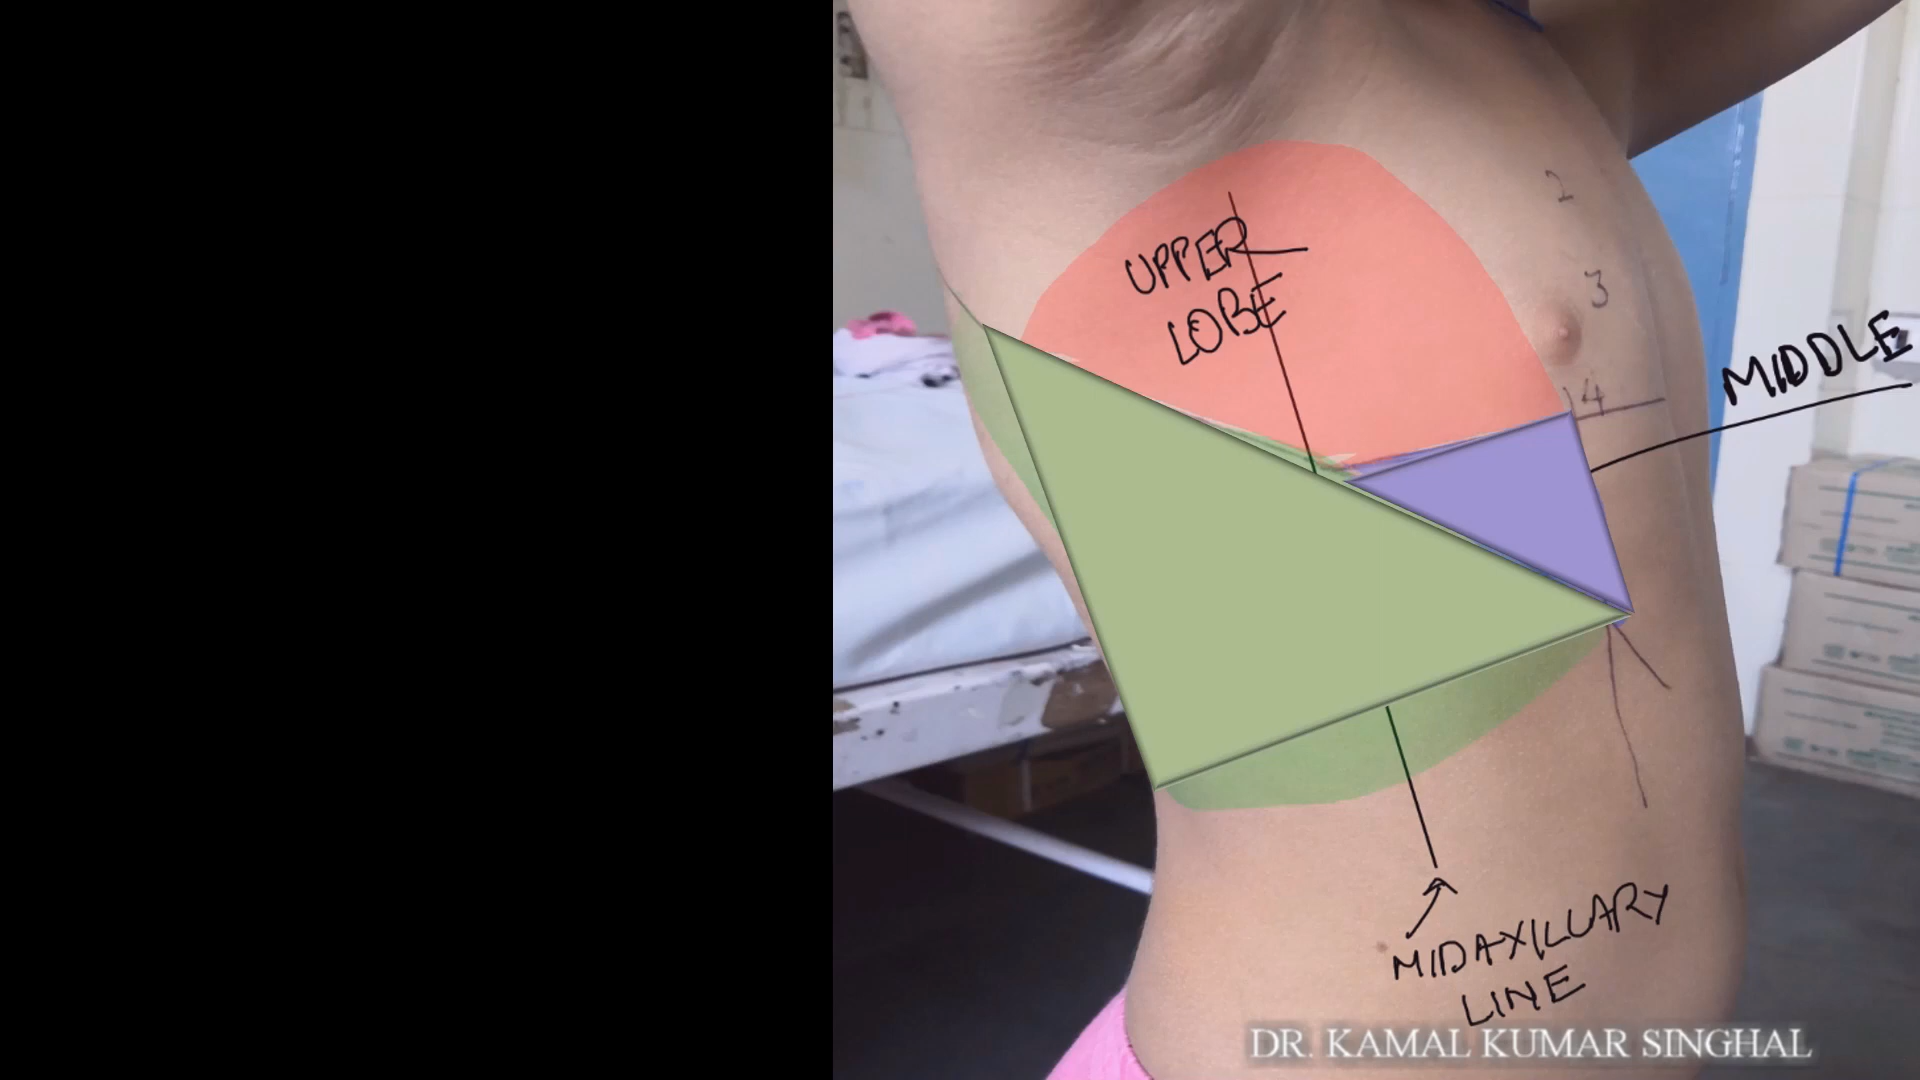 2
UPPER
LOBE
3
4
MIDDLE
MIDAXILLARY
LINE
DR. KAMAL KUMAR SINGHAL